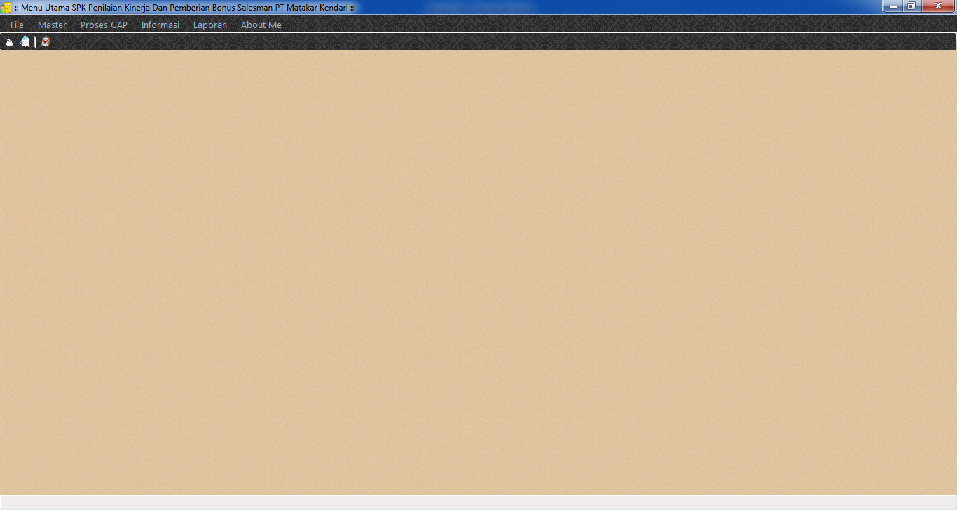 :: Menu Utama SPK Penilaian Kinerja Dan Pemberian Bonus Salesman PT Matakar Kendari ::
File Master Proses GAP Informasi Laporan About Me